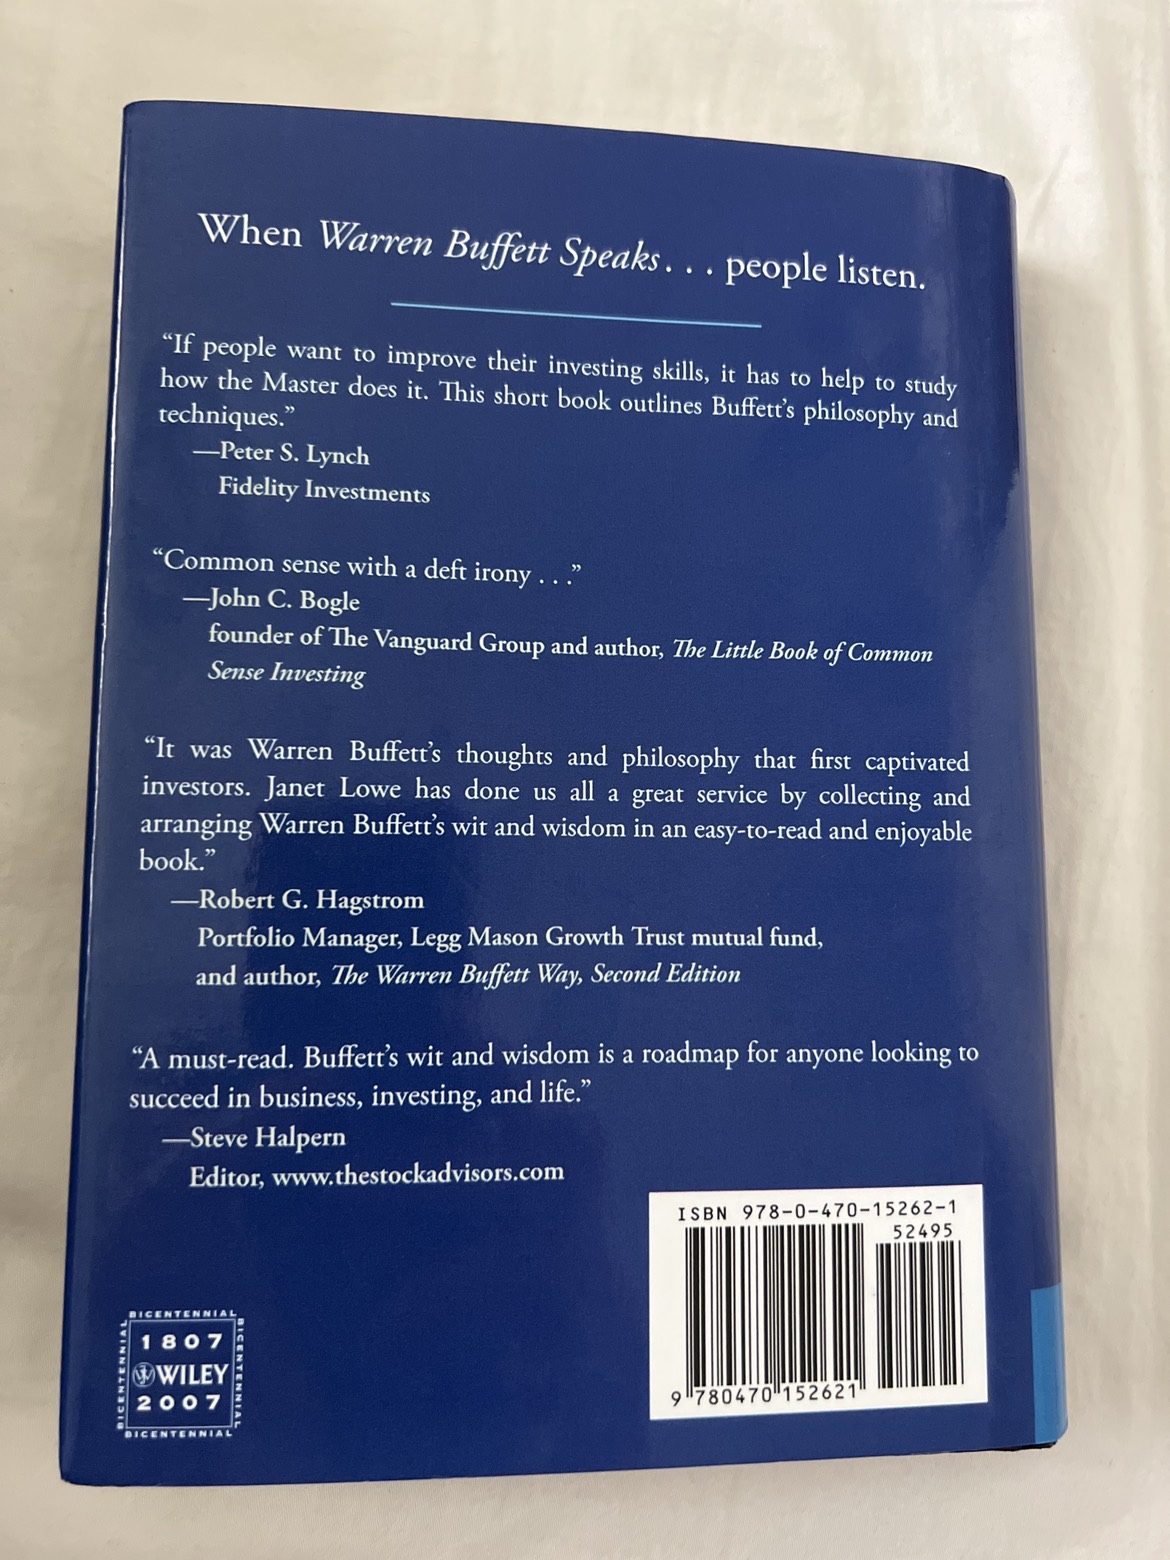 When Warren Buffett Speaks. . . people listen.
“If people want to improve their investing skills, it has to help to study
how the Master does it. This short book outlines Buffett’s philosophy and
techniques.”
—Peter S. Lynch
Fidelity Investments
“Common sense with a deft irony . . .”
—John C. Bogle
founder of The Vanguard Group and author, The Little Book of Common
Sense Investing
“It was Warren Buffett’s thoughts and philosophy that first captivated
investors. Janet Lowe has done us all a great service by collecting and
arranging Warren Buffett’s wit and wisdom in an easy-to-read and enjoyable
book.”
—Robert G. Hagstrom
Portfolio Manager, Legg Mason Growth Trust mutual fund,
and author, The Warren Buffett Way, Second Edition
“A must-read. Buffett’s wit and wisdom is a roadmap for anyone looking to
succeed in business, investing, and life.”
—Steve Halpern
Editor, www.thestockadvisors.com
ISBN 978-0-470-15262-1
52495
9 780470 152621
BICENTENNIAL
BICENTENNIAL
1807
WILEY
2007
BICENTENNIAL
BICENTENNIAL